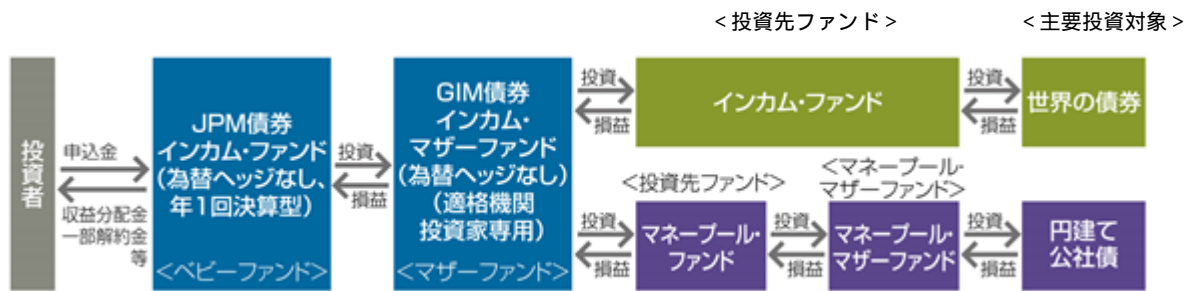 ＜投資先ファンド＞
＜主要投資対象＞
投資者
申込金
収益分配金
一部解約金
等
JPM債券
インカム・ファンド
(為替ヘッジなし、
年1回決算型)
<ベビーファンド>
投資
損益
GIM債券
インカム・
マザーファンド
(為替ヘッジなし)
(適格機関
投資家専用)
<マザーファンド>
投資
損益
インカム・ファンド
投資
損益
世界の債券
投資
損益
<投資先ファンド>
マネープール・
ファンド
投資
損益
<マネープール・
マザーファンド>
マネープール・
マザーファンド
投資
損益
円建て
公社債